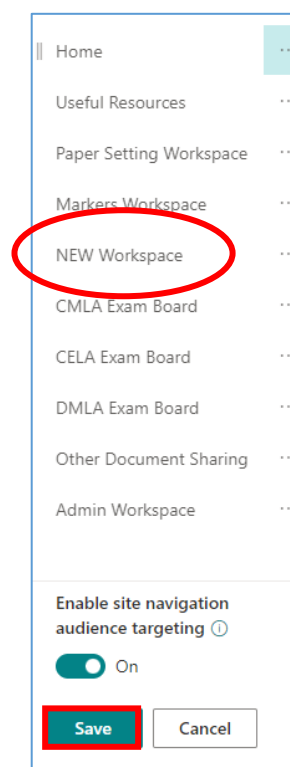 Home
Useful Resources
Paper Setting Workspace
Markers Workspace
NEW Workspace
CMLA Exam Board
CELA Exam Board
DMLA Exam Board
Other Document Sharing
Admin Workspace
Enable site navigation
audience targeting
On
Save Cancel